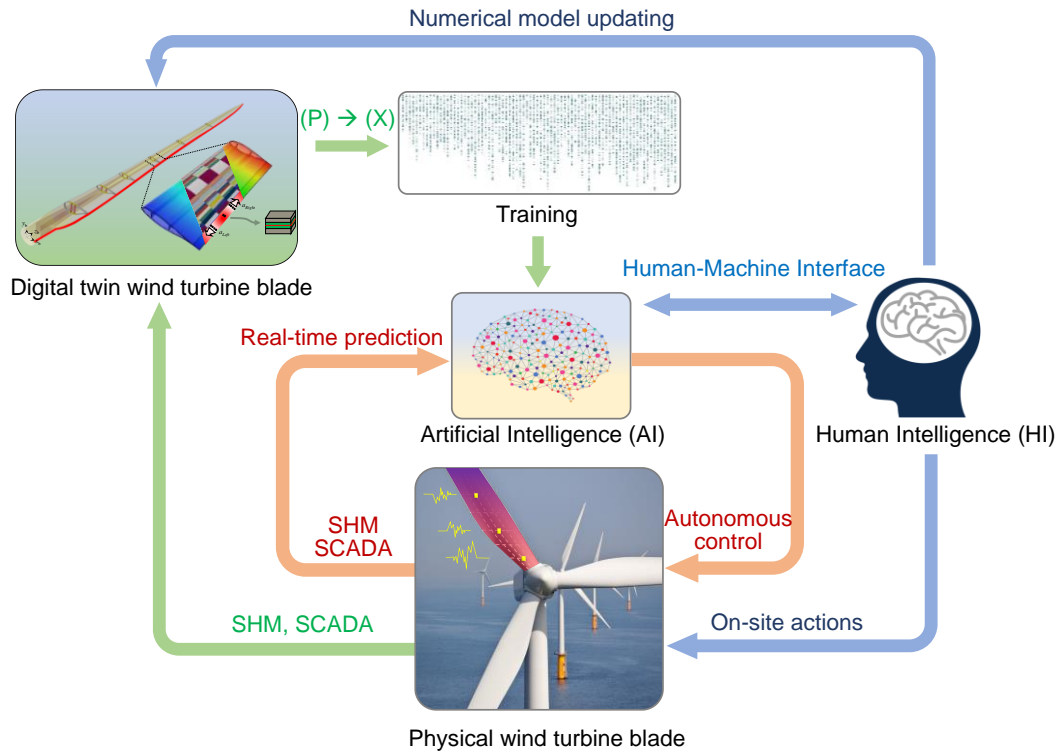 Numerical model updating
(P) → (X)
Training
Digital twin wind turbine blade
Human-Machine Interface
Real-time prediction
Artificial Intelligence (AI)
Human Intelligence (HI)
SHM
SCADA
Autonomous
control
SHM, SCADA
On-site actions
Physical wind turbine blade